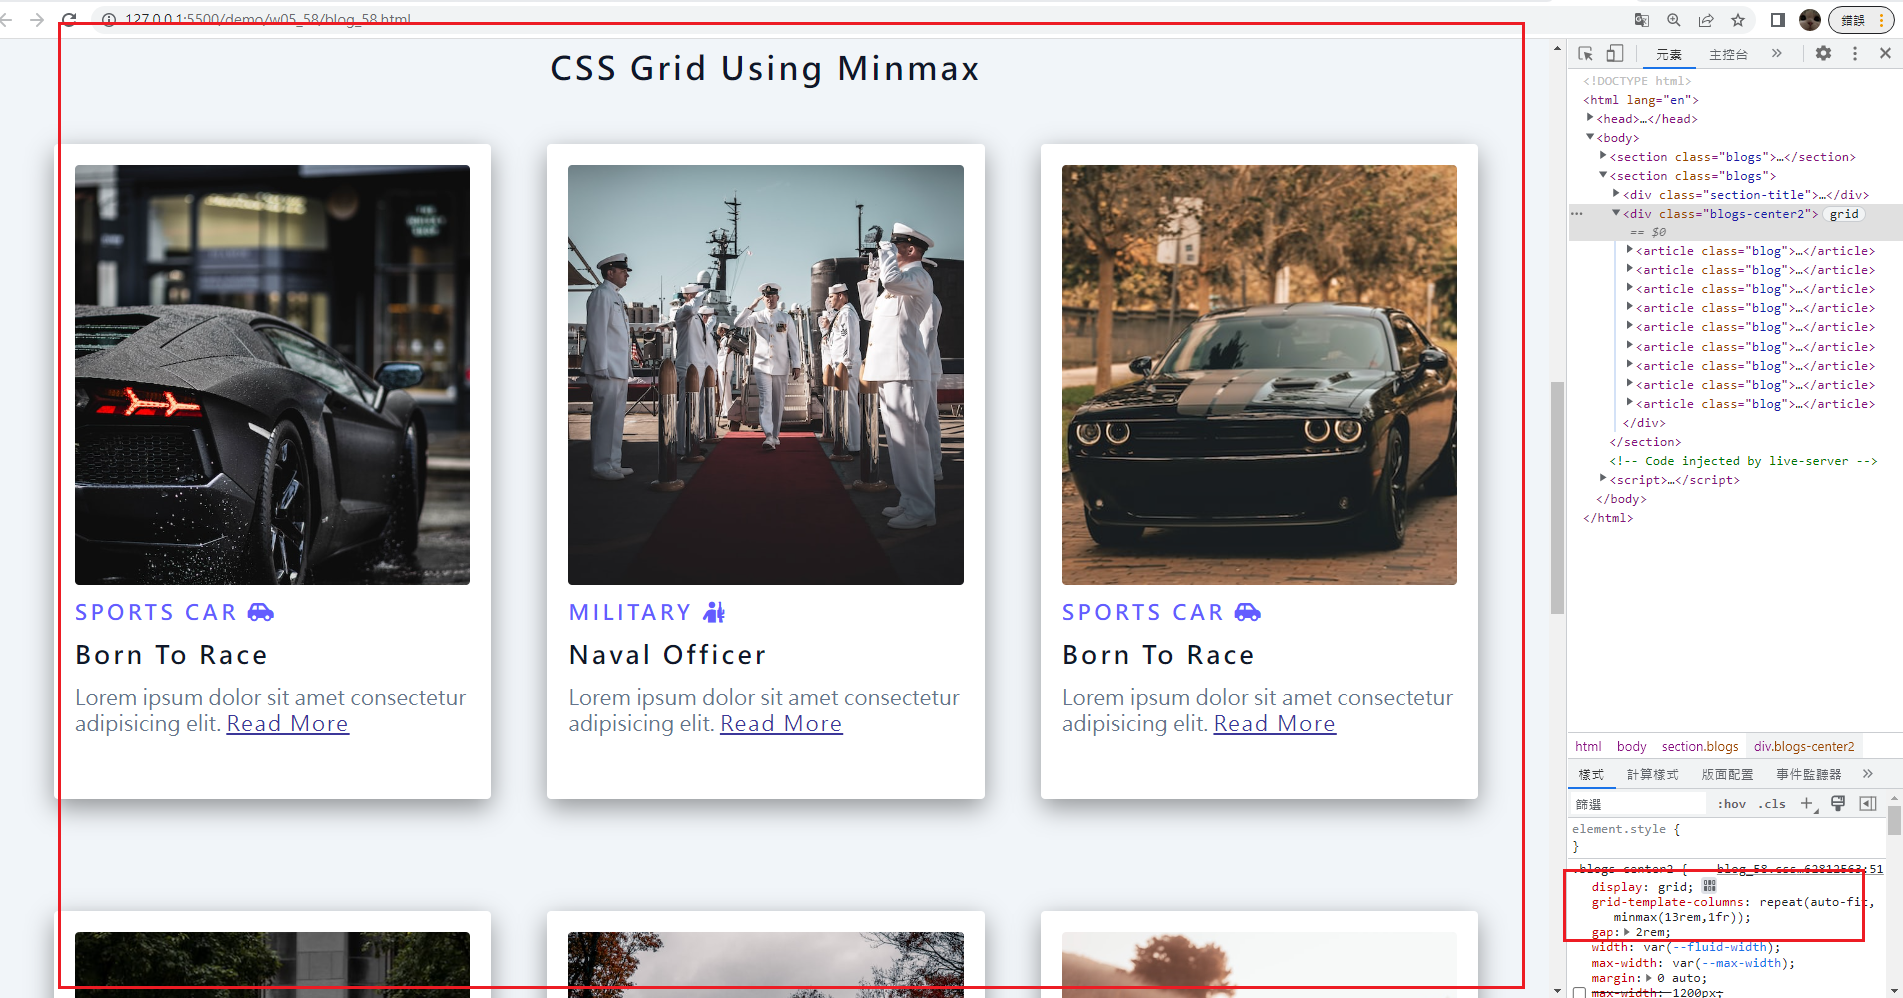 127.0.0.1:5500/demo/w05_58/blog_58.html
錯誤
CSS Grid Using Minmax
SPORTS CAR
Born To Race
Lorem ipsum dolor sit amet consectetur
adipisicing elit. Read More
MILITARY
Naval Officer
Lorem ipsum dolor sit amet consectetur
adipisicing elit. Read More
SPORTS CAR
Born To Race
Lorem ipsum dolor sit amet consectetur
adipisicing elit. Read More
元素 主控台 »
<!DOCTYPE html>
<html lang="en">
<head>…</head>
<body>
<section class="blogs">…</section>
<section class="blogs">
<div class="section-title">…</div>
<div class="blogs-center2"> grid
== $0
<article class="blog">…</article>
<article class="blog">…</article>
<article class="blog">…</article>
<article class="blog">…</article>
<article class="blog">…</article>
<article class="blog">…</article>
<article class="blog">…</article>
<article class="blog">…</article>
<article class="blog">…</article>
</div>
</section>
<!-- Code injected by live-server -->
<script>…</script>
</body>
</html>
html body section.blogs div.blogs-center2
樣式 計算樣式 版面配置 事件監聽器 »
篩選 :hov .cls
element.style {
}
.blogs-center2 { blog_58.css…62812563:51
display: grid;
grid-template-columns: repeat(auto-fit,
minmax(13rem,1fr));
gap: 2rem;
width: var(--fluid-width);
max-width: var(--max-width);
margin: 0 auto;
max-width: 1200px;